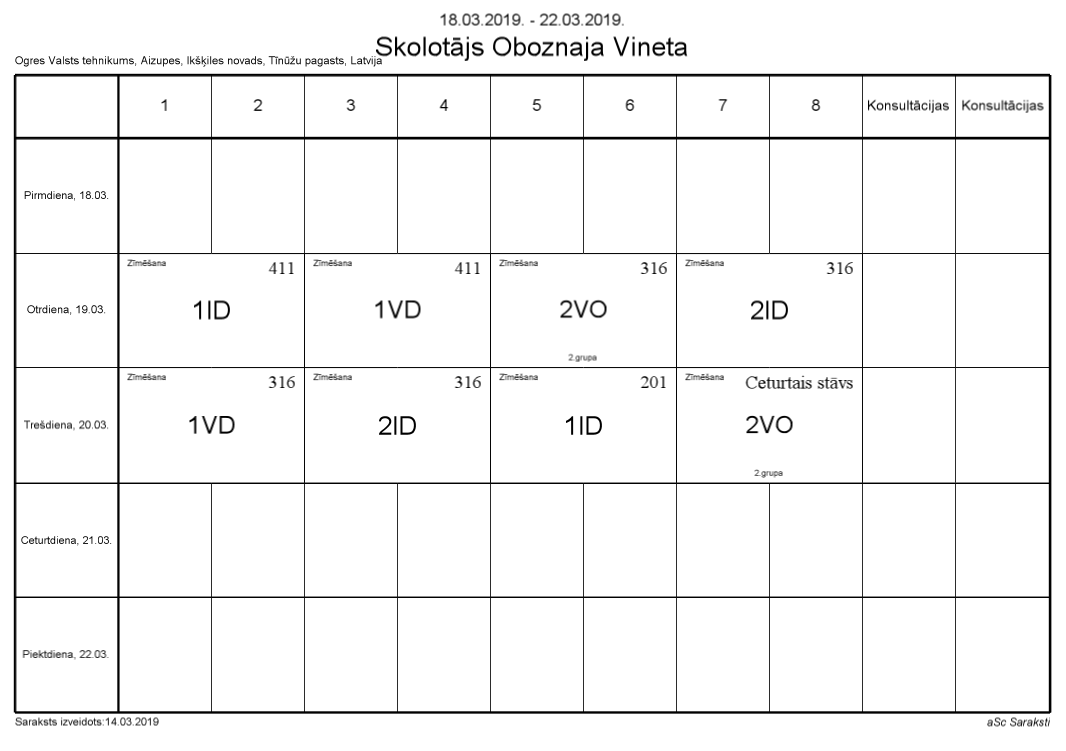 18.03.2019. - 22.03.2019.
Skolotājs Oboznaja Vineta
Ogres Valsts tehnikums, Aizupes, Ikšķiles novads, Tīnūžu pagasts, Latvija
1 2 3 4 5 6 7 8 Konsultācijas Konsultācijas
Pirmdiena, 18.03.
Zīmēšana 411 Zīmēšana 411 Zīmēšana 316 Zīmēšana 316
Otrdiena, 19.03. 1ID 1VD 2VO 2ID
2.grupa
Zīmēšana 316 Zīmēšana 316 Zīmēšana 201 Zīmēšana Ceturtais stāvs
Trešdiena, 20.03. 1VD 2ID 1ID 2VO
2.grupa
Ceturtdiena, 21.03.
Piektdiena, 22.03.
Saraksts izveidots:14.03.2019 aSc Saraksti